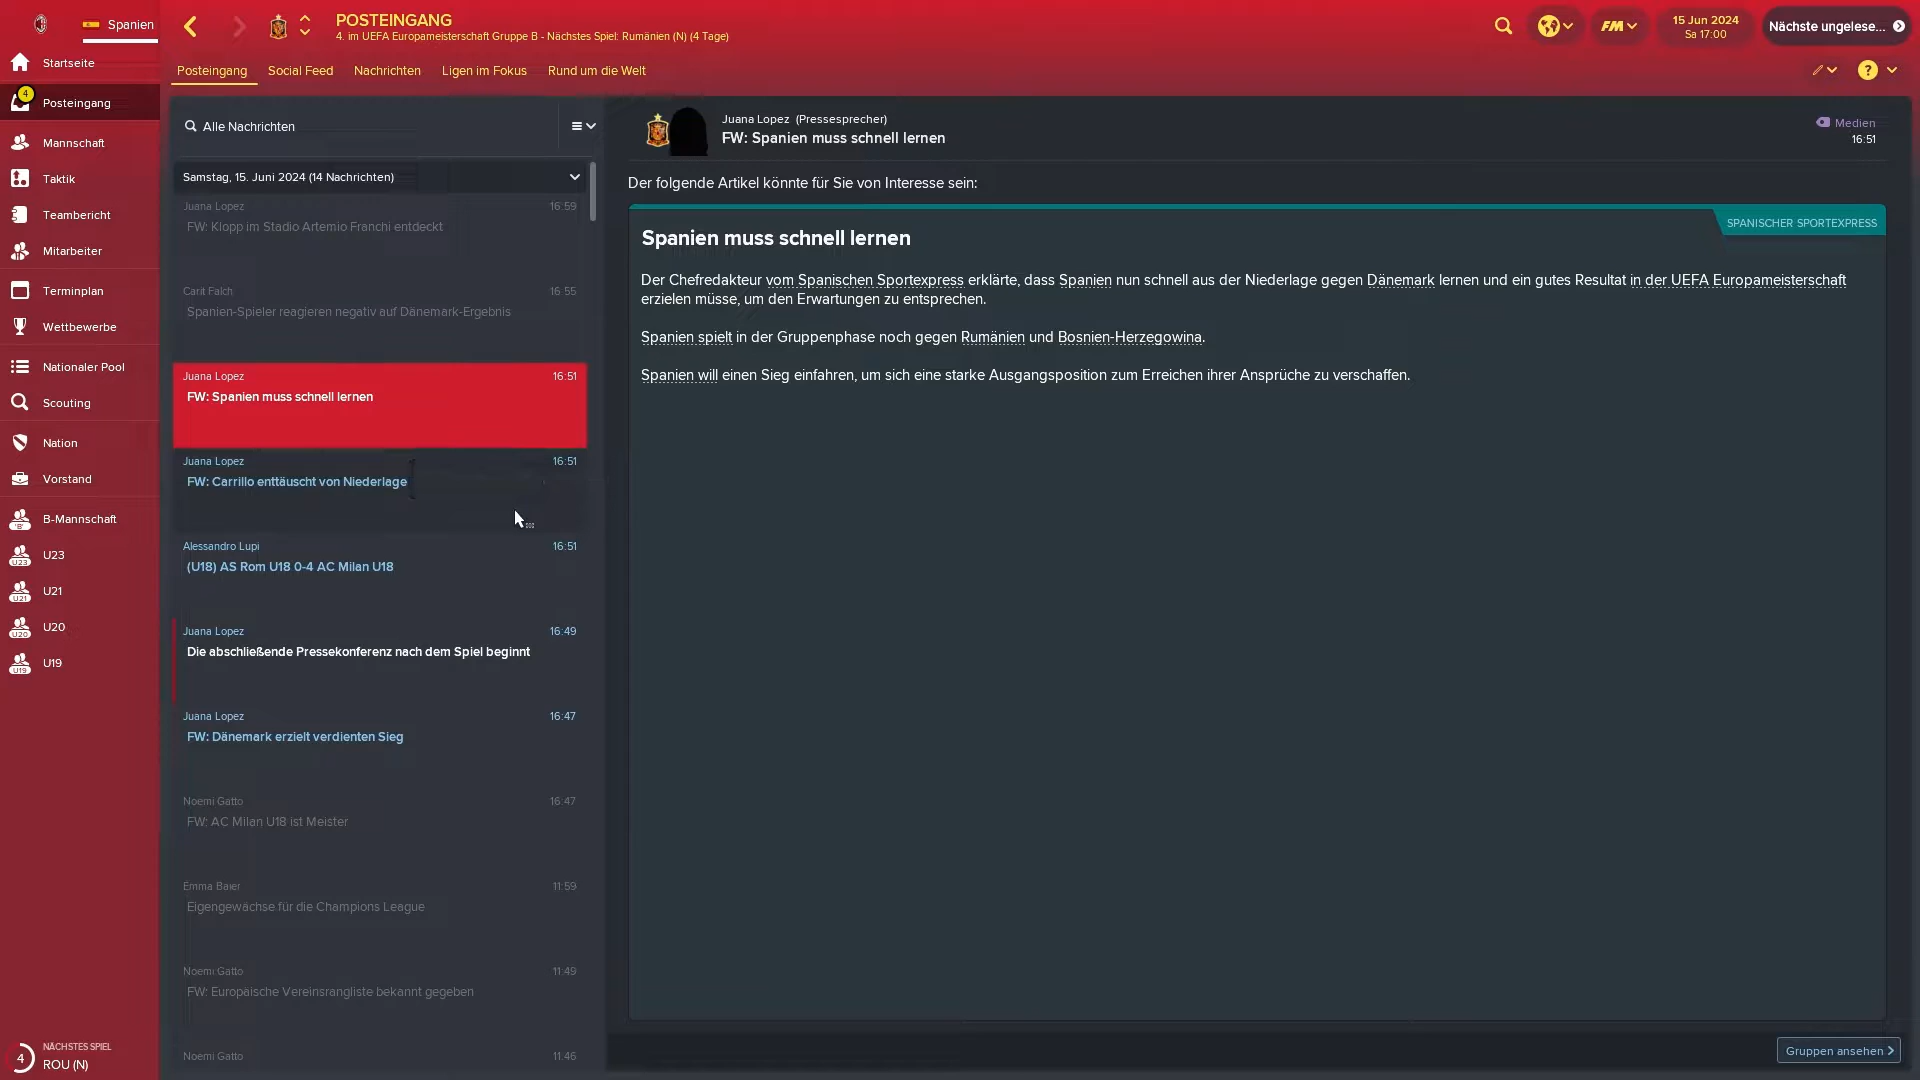 Spanien
POSTEINGANG
4. im UEFA Europameisterschaft Gruppe B - Nächstes Spiel: Rumänien (N) (4 Tage)
FM
15 Jun 2024
Sa 17:00
Nächste ungelese...
Posteingang
Social Feed
Nachrichten
Ligen im Fokus
Rund um die Welt
?
Startseite
4
Posteingang
Mannschaft
Taktik
Teambericht
Mitarbeiter
Terminplan
Wettbewerbe
Nationaler Pool
Scouting
Nation
Vorstand
'B'
B-Mannschaft
U23
U23
U21
U21
U20
U20
U19
U19
4
NÄCHSTES SPIEL
ROU (N)
Alle Nachrichten
Samstag, 15. Juni 2024 (14 Nachrichten)
Juana Lopez 16:59
FW: Klopp im Stadio Artemio Franchi entdeckt
Carit Falch 16:55
Spanien-Spieler reagieren negativ auf Dänemark-Ergebnis
Juana Lopez 16:51
FW: Spanien muss schnell lernen
Juana Lopez 16:51
FW: Carrillo enttäuscht von Niederlage
Alessandro Lupi 16:51
(U18) AS Rom U18 0-4 AC Milan U18
Juana Lopez 16:49
Die abschließende Pressekonferenz nach dem Spiel beginnt
Juana Lopez 16:47
FW: Dänemark erzielt verdienten Sieg
Noemi Gatto 16:47
FW: AC Milan U18 ist Meister
Emma Baier 11:59
Eigengewächse für die Champions League
Noemi Gatto 11:49
FW: Europäische Vereinsrangliste bekannt gegeben
Noemi Gatto 11:46
Juana Lopez (Pressesprecher)
FW: Spanien muss schnell lernen
Medien
16:51
Der folgende Artikel könnte für Sie von Interesse sein:
SPANISCHER SPORTEXPRESS
Spanien muss schnell lernen
Der Chefredakteur vom Spanischen Sportexpress erklärte, dass Spanien nun schnell aus der Niederlage gegen Dänemark lernen und ein gutes Resultat in der UEFA Europameisterschaft
erzielen müsse, um den Erwartungen zu entsprechen.
Spanien spielt in der Gruppenphase noch gegen Rumänien und Bosnien-Herzegowina.
Spanien will einen Sieg einfahren, um sich eine starke Ausgangsposition zum Erreichen ihrer Ansprüche zu verschaffen.
Gruppen ansehen